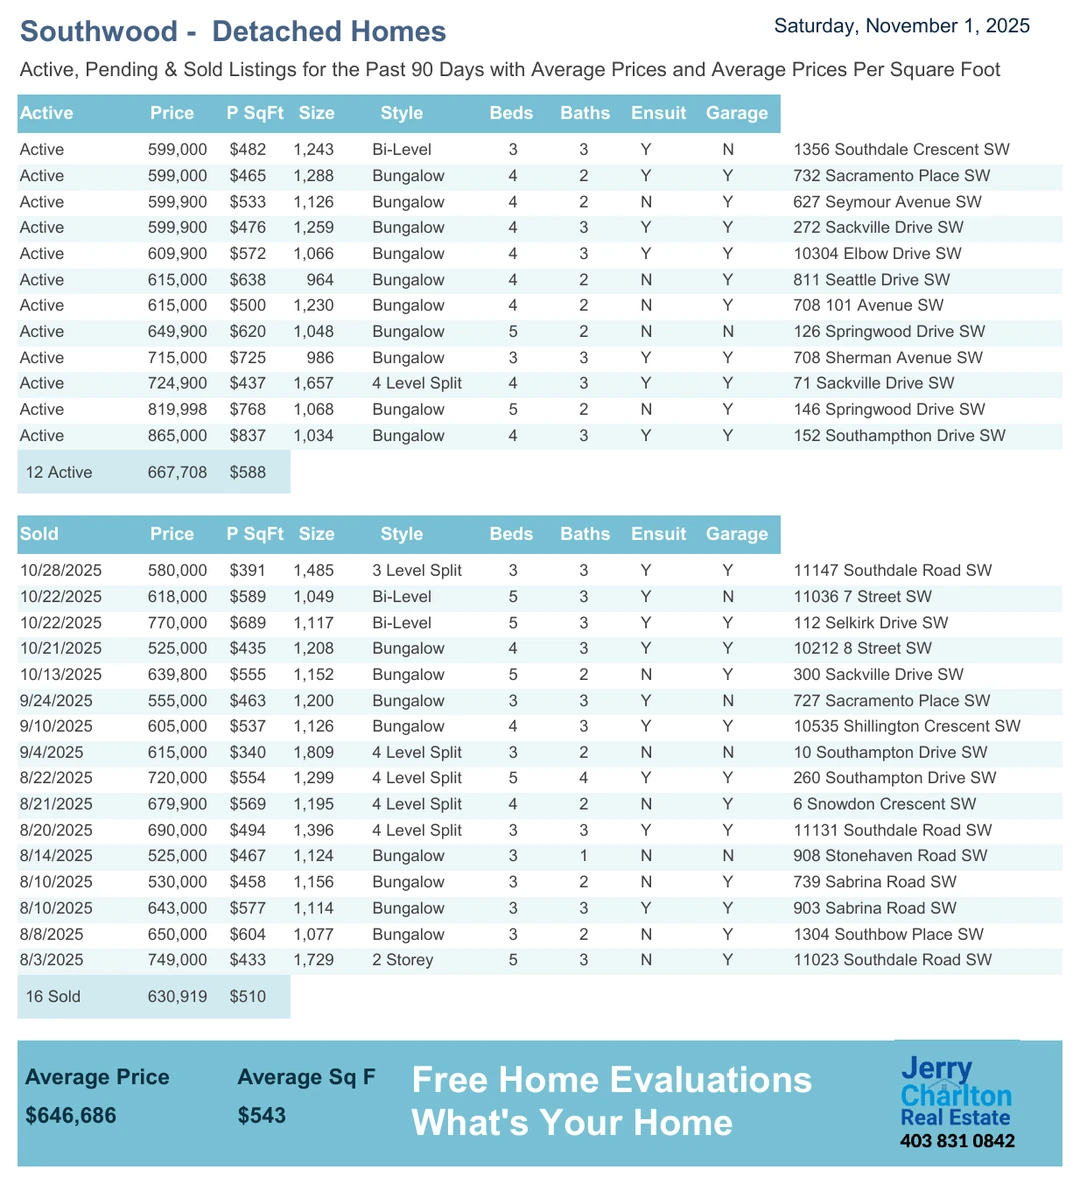 Southwood - Detached Homes
Saturday, November 1, 2025
Active, Pending & Sold Listings for the Past 90 Days with Average Prices and Average Prices Per Square Foot
Active Price P SqFt Size Style Beds Baths Ensuit Garage
Active 599,000 $482 1,243 Bi-Level 3 3 Y N 1356 Southdale Crescent SW
Active 599,000 $465 1,288 Bungalow 4 2 Y Y 732 Sacramento Place SW
Active 599,900 $533 1,126 Bungalow 4 2 N Y 627 Seymour Avenue SW
Active 599,900 $476 1,259 Bungalow 4 3 Y Y 272 Sackville Drive SW
Active 609,900 $572 1,066 Bungalow 4 3 Y Y 10304 Elbow Drive SW
Active 615,000 $638 964 Bungalow 4 2 N Y 811 Seattle Drive SW
Active 615,000 $500 1,230 Bungalow 4 2 N Y 708 101 Avenue SW
Active 649,900 $620 1,048 Bungalow 5 2 N N 126 Springwood Drive SW
Active 715,000 $725 986 Bungalow 3 3 Y Y 708 Sherman Avenue SW
Active 724,900 $437 1,657 4 Level Split 4 3 Y Y 71 Sackville Drive SW
Active 819,998 $768 1,068 Bungalow 5 2 N Y 146 Springwood Drive SW
Active 865,000 $837 1,034 Bungalow 4 3 Y Y 152 Southampthon Drive SW
12 Active 667,708 $588
Sold Price P SqFt Size Style Beds Baths Ensuit Garage
10/28/2025 580,000 $391 1,485 3 Level Split 3 3 Y Y 11147 Southdale Road SW
10/22/2025 618,000 $589 1,049 Bi-Level 5 3 Y N 11036 7 Street SW
10/22/2025 770,000 $689 1,117 Bi-Level 5 3 Y Y 112 Selkirk Drive SW
10/21/2025 525,000 $435 1,208 Bungalow 4 3 Y Y 10212 8 Street SW
10/13/2025 639,800 $555 1,152 Bungalow 5 2 N Y 300 Sackville Drive SW
9/24/2025 555,000 $463 1,200 Bungalow 3 3 Y N 727 Sacramento Place SW
9/10/2025 605,000 $537 1,126 Bungalow 4 3 Y Y 10535 Shillington Crescent SW
9/4/2025 615,000 $340 1,809 4 Level Split 3 2 N N 10 Southampton Drive SW
8/22/2025 720,000 $554 1,299 4 Level Split 5 4 Y Y 260 Southampton Drive SW
8/21/2025 679,900 $569 1,195 4 Level Split 4 2 N Y 6 Snowdon Crescent SW
8/20/2025 690,000 $494 1,396 4 Level Split 3 3 Y Y 11131 Southdale Road SW
8/14/2025 525,000 $467 1,124 Bungalow 3 1 N N 908 Stonehaven Road SW
8/10/2025 530,000 $458 1,156 Bungalow 3 2 N Y 739 Sabrina Road SW
8/10/2025 643,000 $577 1,114 Bungalow 3 3 Y Y 903 Sabrina Road SW
8/8/2025 650,000 $604 1,077 Bungalow 3 2 N Y 1304 Southbow Place SW
8/3/2025 749,000 $433 1,729 2 Storey 5 3 N Y 11023 Southdale Road SW
16 Sold 630,919 $510
Average Price Average Sq F
$646,686 $543
Free Home Evaluations
What's Your Home
Jerry
Charlton
Real Estate
403 831 0842